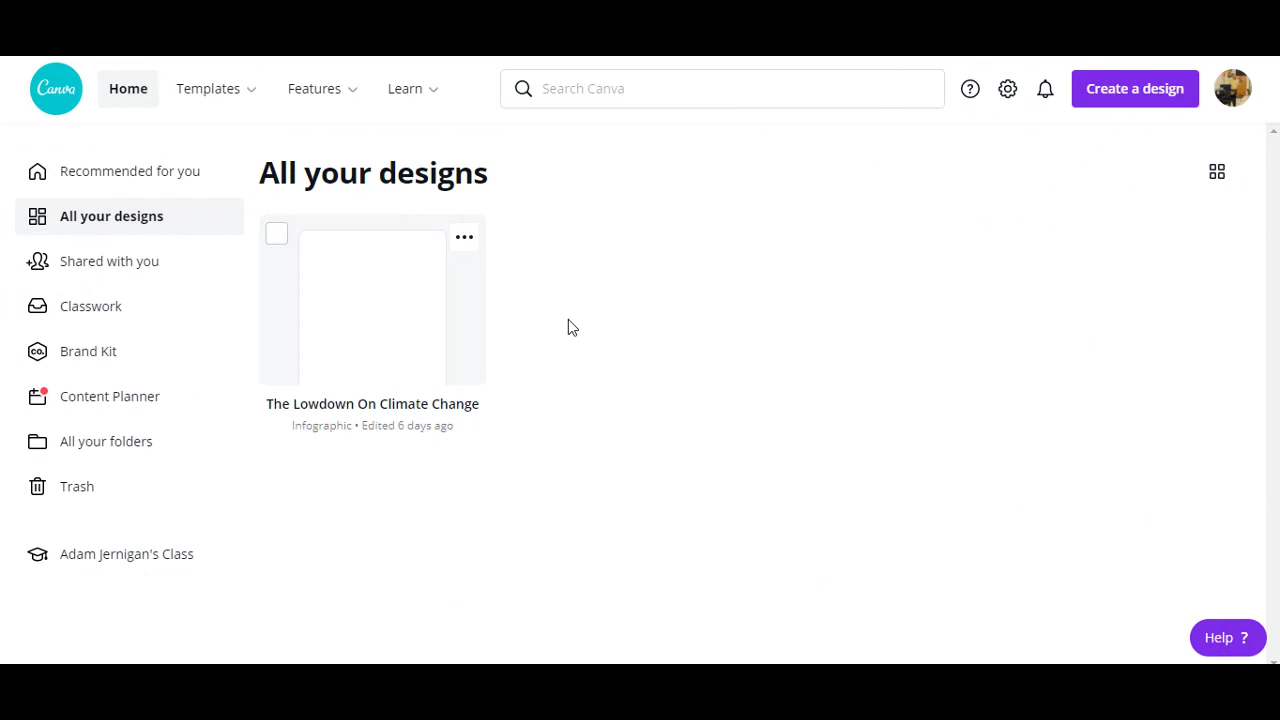 Canva
Home
Templates
Features
Learn
Search Canva
Create a design
Recommended for you
All your designs
Shared with you
Classwork
CO.
Brand Kit
Content Planner
All your folders
Trash
Adam Jernigan's Class
All your designs
The Lowdown On Climate Change
Infographic • Edited 6 days ago
Help ?